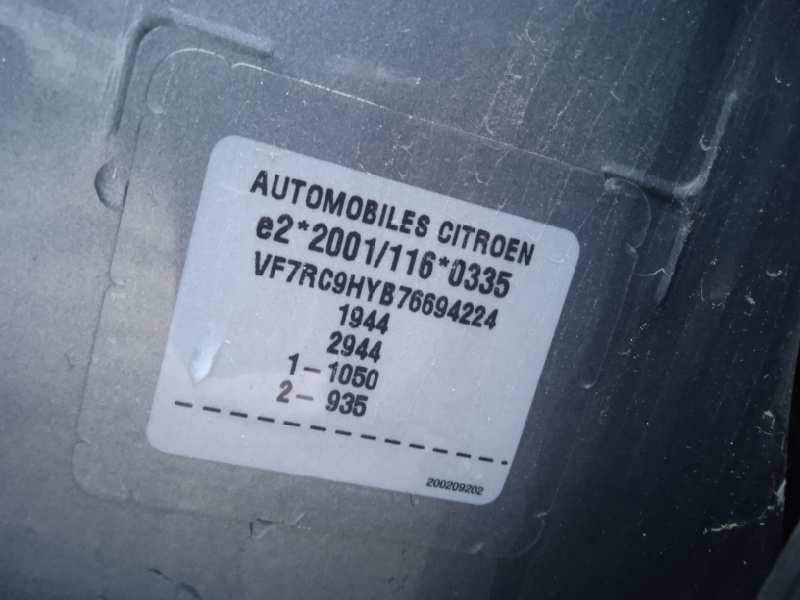 AUTOMOBILES CITROEN
e2*2001/116*0335
VF7RC9HYB76694224
1944
2944
1-1050
2-935
200209202